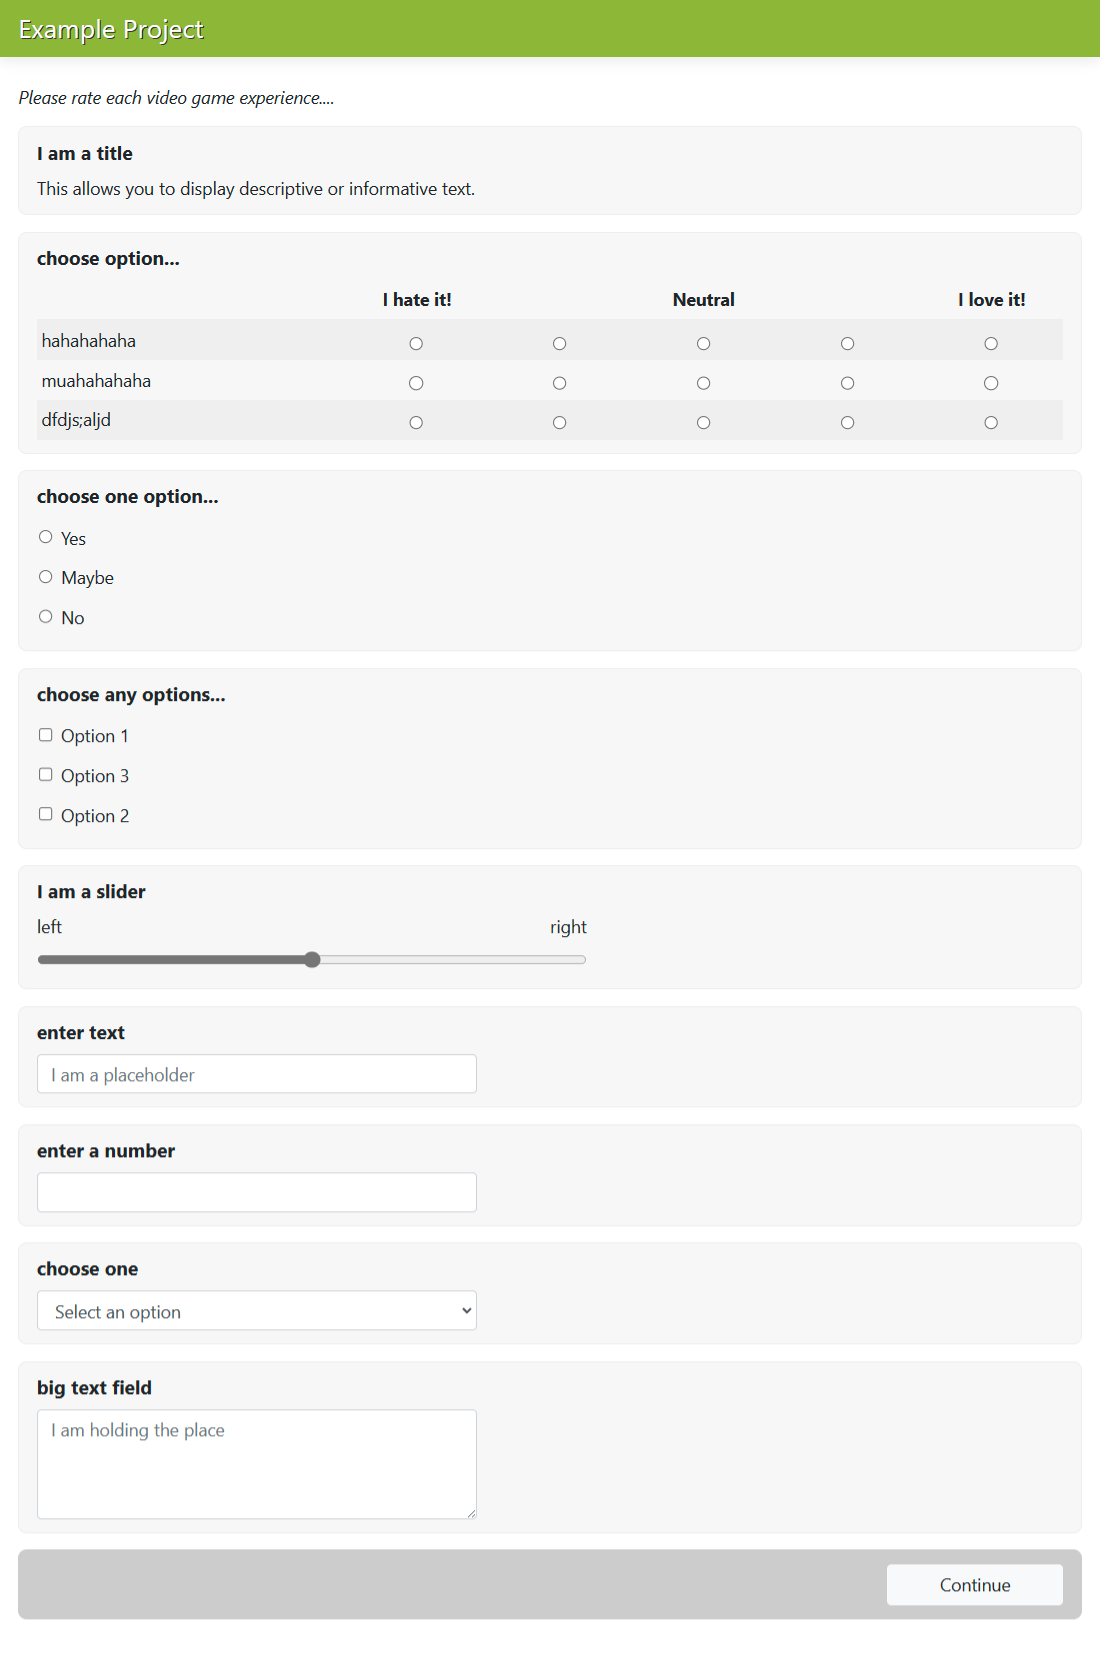 Example Project
Please rate each video game experience....
I am a title
This allows you to display descriptive or informative text.
choose option...
I hate it! Neutral I love it!
hahahahaha
muahahahaha
dfdjs;aljd
choose one option...
Yes
Maybe
No
choose any options...
Option 1
Option 3
Option 2
I am a slider
left right
enter text
I am a placeholder
enter a number
choose one
Select an option
big text field
I am holding the place
Continue